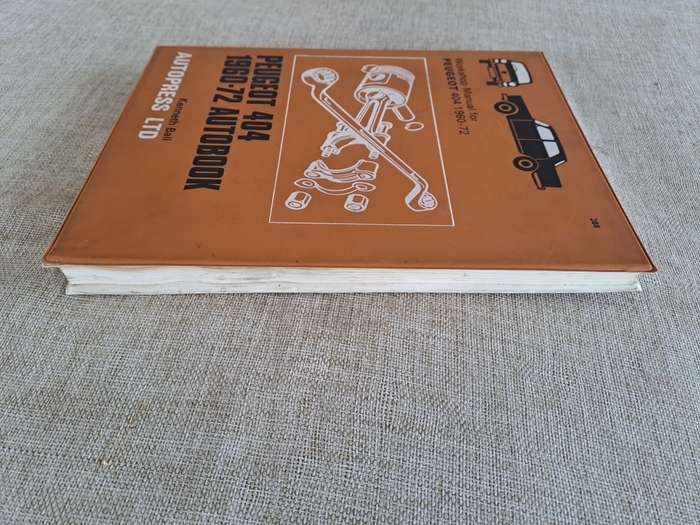 Workshop Manual for
PEUGEOT 404 1960-72
PEUGEOT 404
1960-72 AUTOBOOK
Kenneth Ball
AUTOPRESS LTD